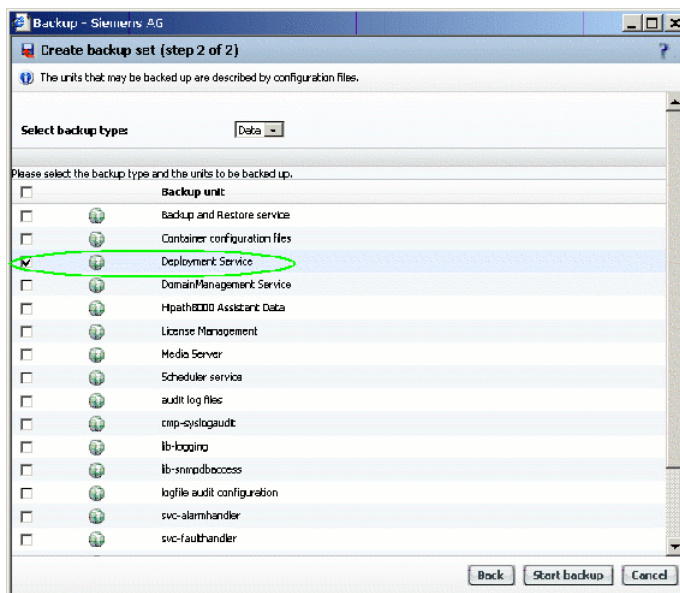 Backup - Siemens AG
Create backup set (step 2 of 2)
?
The units that may be backed up are described by configuration files.
Select backup type: Data
Please select the backup type and the units to be backed up.
Backup unit
Backup and Restore service
Container configuration files
Deployment Service
DomainManagement Service
Hipath8000 Assistant Data
License Management
Media Server
Scheduler service
audit log files
cmp-syslogaudit
lib-logging
lib-snmpdbaccess
logfile audit configuration
svc-alarmhandler
svc-faulthandler
Back Start backup Cancel